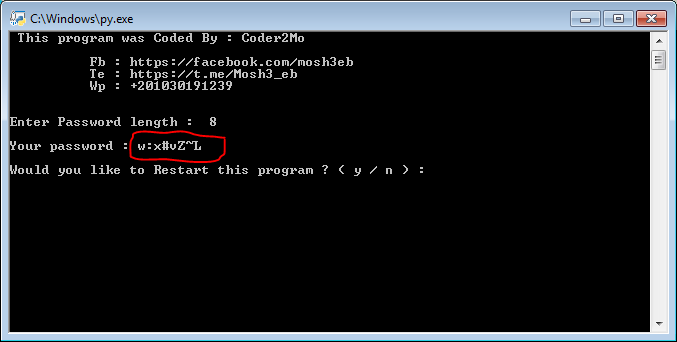 C:\Windows\py.exe
This program was Coded By : Coder2Mo
Fb : https://facebook.com/mosh3eb
Te : https://t.me/Mosh3_eb
Wp : +201030191239
Enter Password length :  8
Your password : w:x#vZ~L
Would you like to Restart this program ? ( y / n ) :